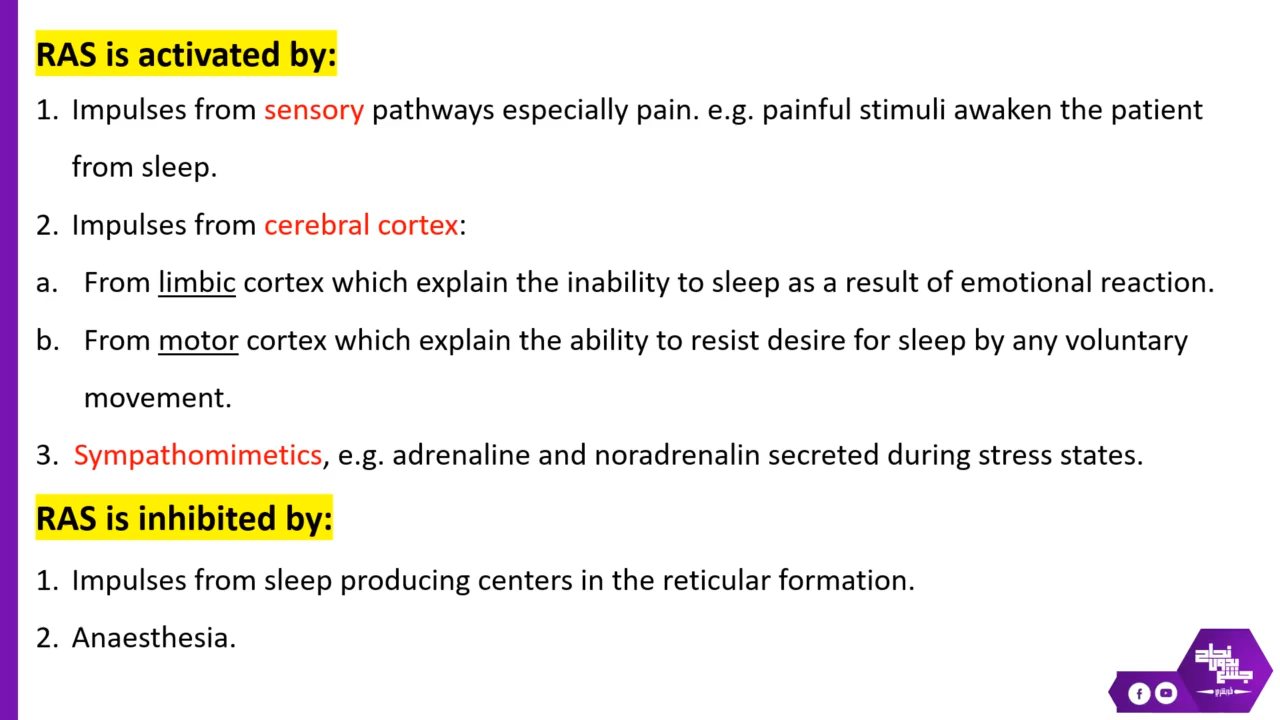 RAS is activated by:
1. Impulses from sensory pathways especially pain. e.g. painful stimuli awaken the patient
from sleep.
2. Impulses from cerebral cortex:
a. From limbic cortex which explain the inability to sleep as a result of emotional reaction.
b. From motor cortex which explain the ability to resist desire for sleep by any voluntary
movement.
3. Sympathomimetics, e.g. adrenaline and noradrenalin secreted during stress states.
RAS is inhibited by:
1. Impulses from sleep producing centers in the reticular formation.
2. Anaesthesia.
نجاح
بدون